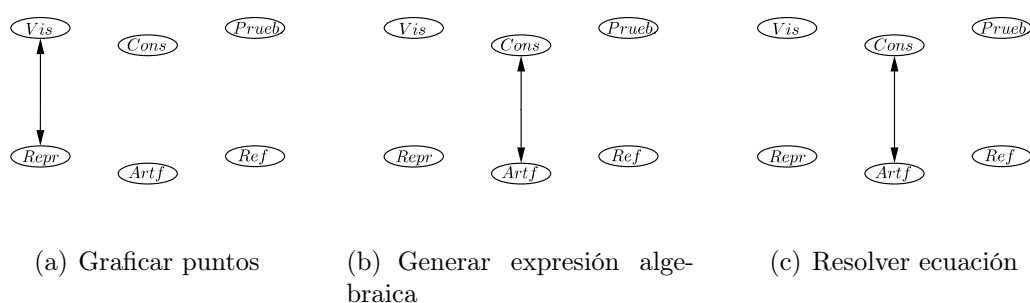 Vis
Cons
Prueb
Repr
Artf
Ref
(a) Graficar puntos
Vis
Cons
Prueb
Repr
Artf
Ref
(b) Generar expresión alge-
braica
Vis
Cons
Prueb
Repr
Artf
Ref
(c) Resolver ecuación